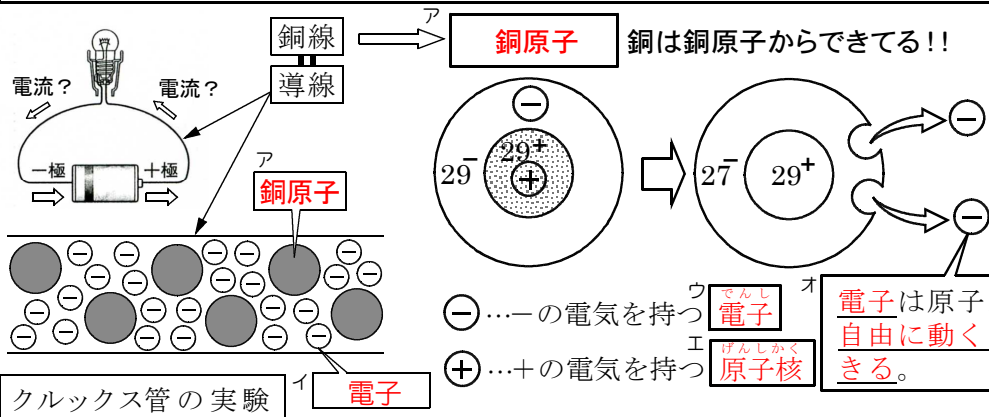 ア
銅線
銅原子
銅は銅原子からできてる!!
導線
電流?
電流?
−極
＋極
ア
銅原子
29−
29＋
27−
29＋
−
＋
−
−
−…−の電気を持つ
ウ
でんし
電子
＋…＋の電気を持つ
エ
げんしかく
原子核
オ
電子は原子
自由に動く
きる。
イ
電子
クルックス管の実験